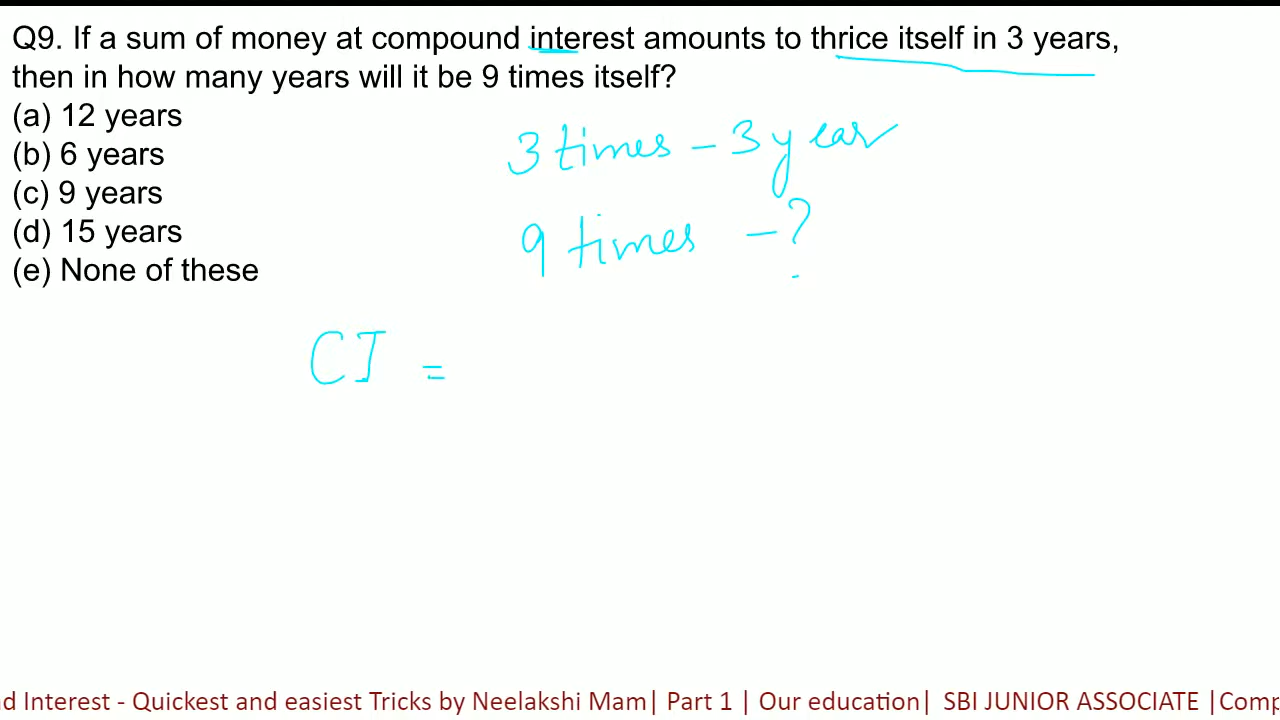 Q9. If a sum of money at compound interest amounts to thrice itself in 3 years,
then in how many years will it be 9 times itself?
(a) 12 years
(b) 6 years
(c) 9 years
(d) 15 years
(e) None of these
3 times - 3 year
9 times - ?
CI =
d Interest - Quickest and easiest Tricks by Neelakshi Mam| Part 1 | Our education| SBI JUNIOR ASSOCIATE |Comp